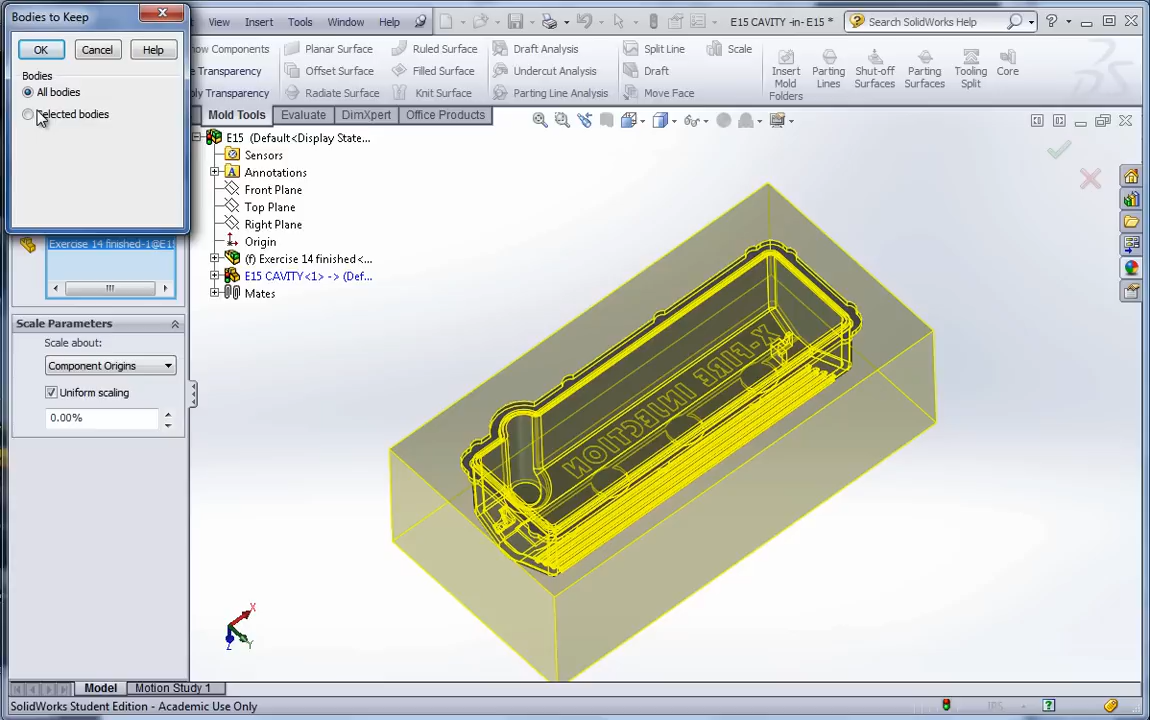 Bodies to Keep
OK Cancel Help
Bodies
All bodies
Selected bodies
View Insert Tools Window Help
E15 CAVITY -in- E15 *
Search SolidWorks Help
Components
Transparency
Transparency
Planar Surface
Offset Surface
Radiate Surface
Ruled Surface
Filled Surface
Knit Surface
Draft Analysis
Undercut Analysis
Parting Line Analysis
Split Line
Draft
Move Face
Scale
Insert Mold Folders
Parting Lines
Shut-off Surfaces
Parting Surfaces
Tooling Split
Core
Mold Tools Evaluate DimXpert Office Products
E15 (Default<Display State...
Sensors
Annotations
Front Plane
Top Plane
Right Plane
Origin
(f) Exercise 14 finished<...
E15 CAVITY<1> -> (Def...
Mates
Exercise 14 finished-1@E15
Scale Parameters
Scale about:
Component Origins
Uniform scaling
0.00%
X-FIRE INJECTION
X
Y
Z
Model Motion Study 1
SolidWorks Student Edition - Academic Use Only
IPS